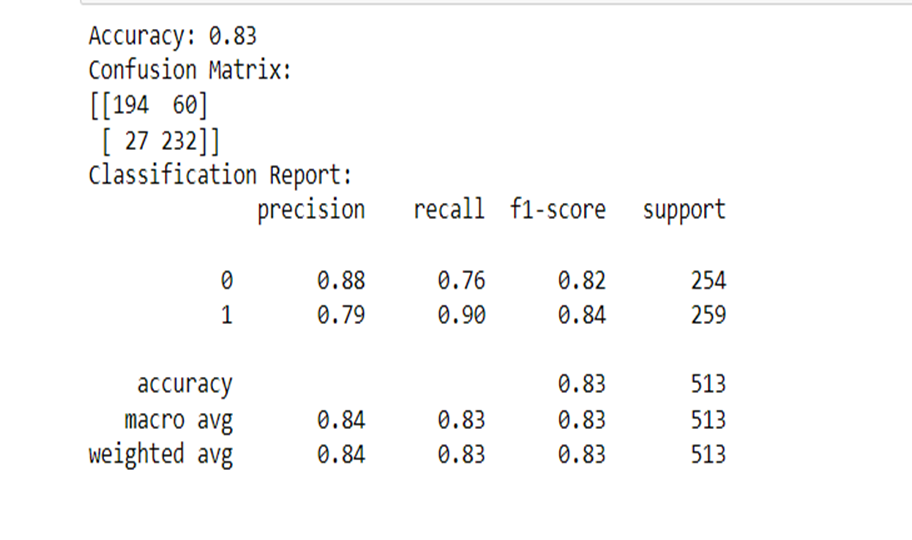 Accuracy: 0.83
Confusion Matrix:
[[194  60]
 [ 27 232]]
Classification Report:
              precision    recall  f1-score   support

           0       0.88      0.76      0.82       254
           1       0.79      0.90      0.84       259

    accuracy                           0.83       513
   macro avg       0.84      0.83      0.83       513
weighted avg       0.84      0.83      0.83       513